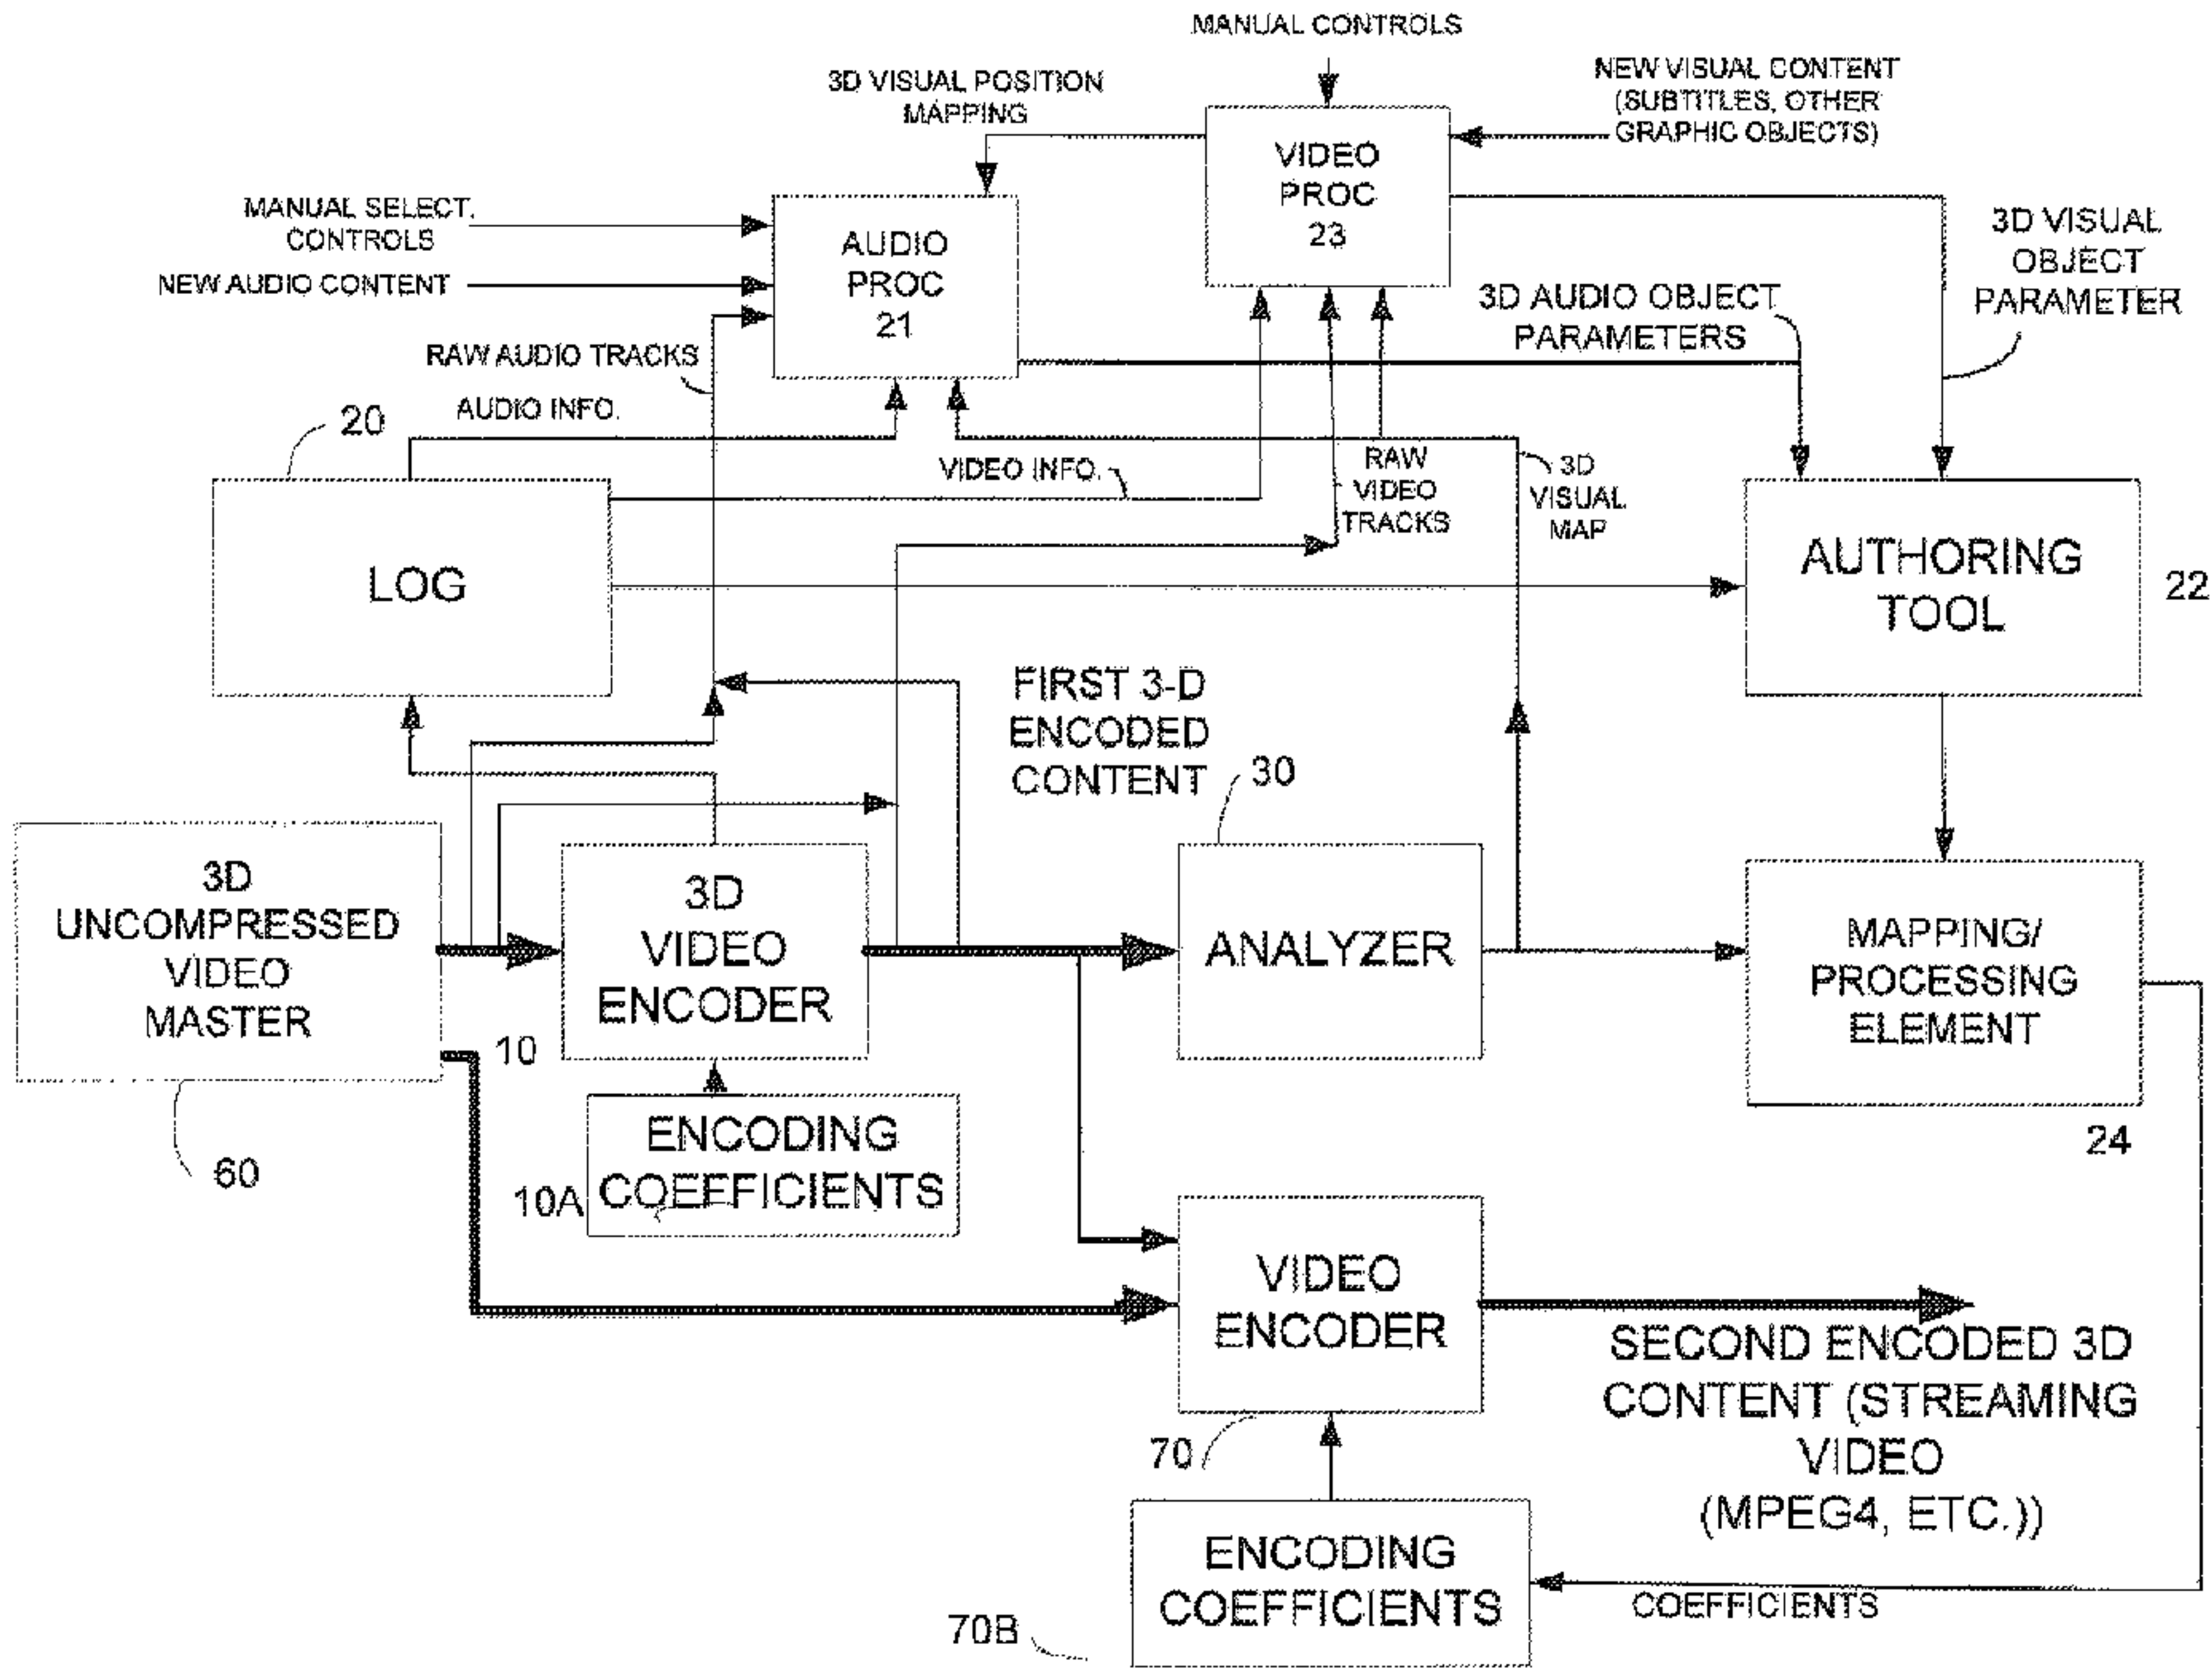 MANUAL CONTROLS
3D VISUAL POSITION
MAPPING
NEW VISUAL CONTENT
(SUBTITLES, OTHER
GRAPHIC OBJECTS)
VIDEO
PROC
23
MANUAL SELECT.
CONTROLS
NEW AUDIO CONTENT
AUDIO
PROC
21
3D VISUAL
OBJECT
PARAMETER
3D AUDIO OBJECT
PARAMETERS
RAW AUDIO TRACKS
AUDIO INFO.
20
VIDEO INFO.
RAW
VIDEO
TRACKS
3D
VISUAL
MAP
LOG
AUTHORING
TOOL
22
FIRST 3-D
ENCODED
CONTENT
30
3D
UNCOMPRESSED
VIDEO
MASTER
60
3D
VIDEO
ENCODER
10
ANALYZER
MAPPING/
PROCESSING
ELEMENT
24
ENCODING
COEFFICIENTS
10A
VIDEO
ENCODER
70
SECOND ENCODED 3D
CONTENT (STREAMING
VIDEO
(MPEG4, ETC.))
ENCODING
COEFFICIENTS
70B
COEFFICIENTS